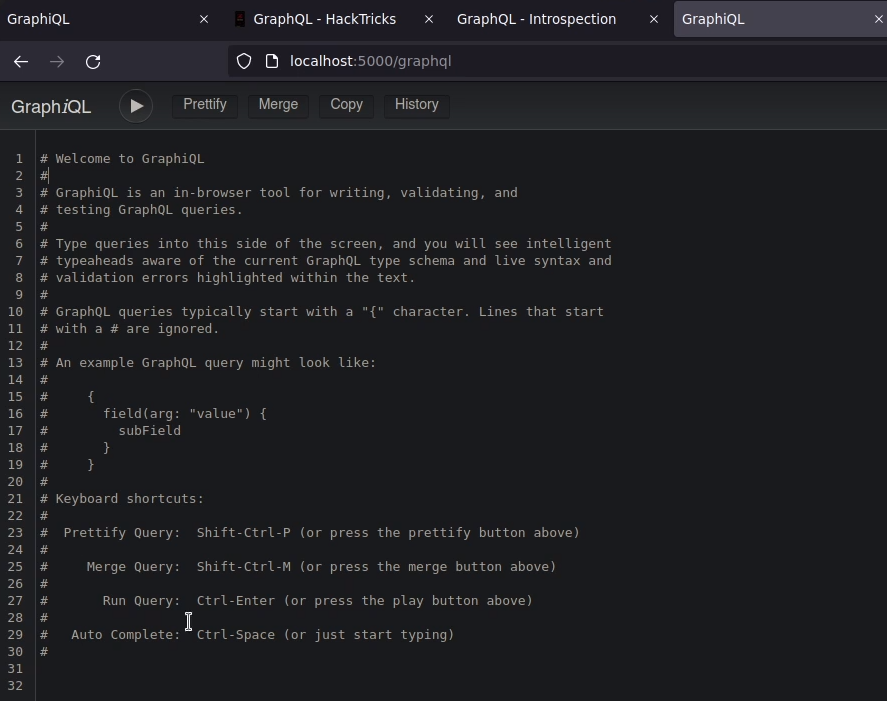 GraphiQL
GraphQL - HackTricks
GraphQL - Introspection
GraphiQL
localhost:5000/graphql
GraphiQL
Prettify
Merge
Copy
History
1 # Welcome to GraphiQL
2 #
3 # GraphiQL is an in-browser tool for writing, validating, and
4 # testing GraphQL queries.
5 #
6 # Type queries into this side of the screen, and you will see intelligent
7 # typeaheads aware of the current GraphQL type schema and live syntax and
8 # validation errors highlighted within the text.
9 #
10 # GraphQL queries typically start with a "{" character. Lines that start
11 # with a # are ignored.
12 #
13 # An example GraphQL query might look like:
14 #
15 #     {
16 #       field(arg: "value") {
17 #         subField
18 #       }
19 #     }
20 #
21 # Keyboard shortcuts:
22 #
23 #  Prettify Query:  Shift-Ctrl-P (or press the prettify button above)
24 #
25 #     Merge Query:  Shift-Ctrl-M (or press the merge button above)
26 #
27 #       Run Query:  Ctrl-Enter (or press the play button above)
28 #
29 #   Auto Complete:  Ctrl-Space (or just start typing)
30 #
31
32